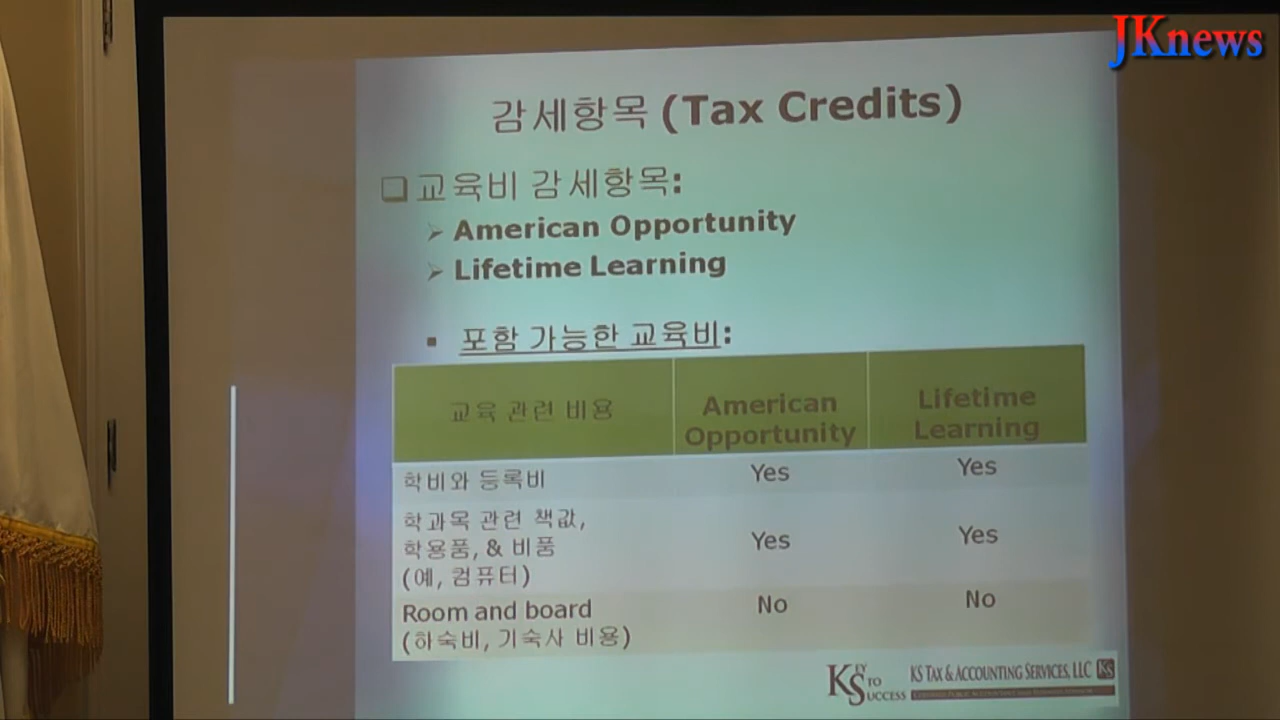 JKnews
감세항목 (Tax Credits)
교육비 감세항목:
American Opportunity
Lifetime Learning
포함 가능한 교육비:
교육 관련 비용
American
Opportunity
Lifetime
Learning
학비와 등록비
Yes
Yes
학과목 관련 책값,
학용품, & 비품
(예, 컴퓨터)
Yes
Yes
Room and board
(하숙비, 기숙사 비용)
No
No
KEY TO SUCCESS
KS TAX & ACCOUNTING SERVICES, LLC KS